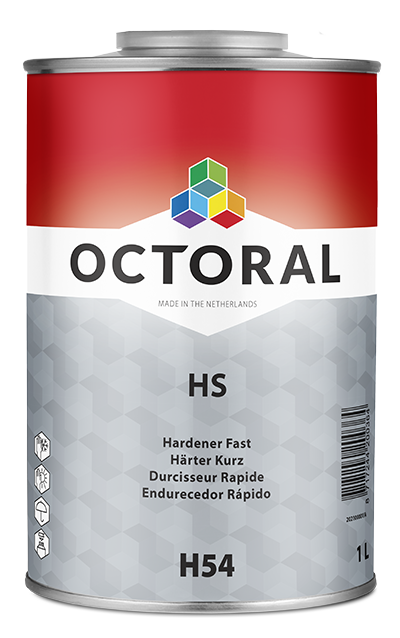 OCTORAL
MADE IN THE NETHERLANDS
HS
Hardener Fast
Härter Kurz
Durcisseur Rapide
Endurecedor Rápido
H54
1 L